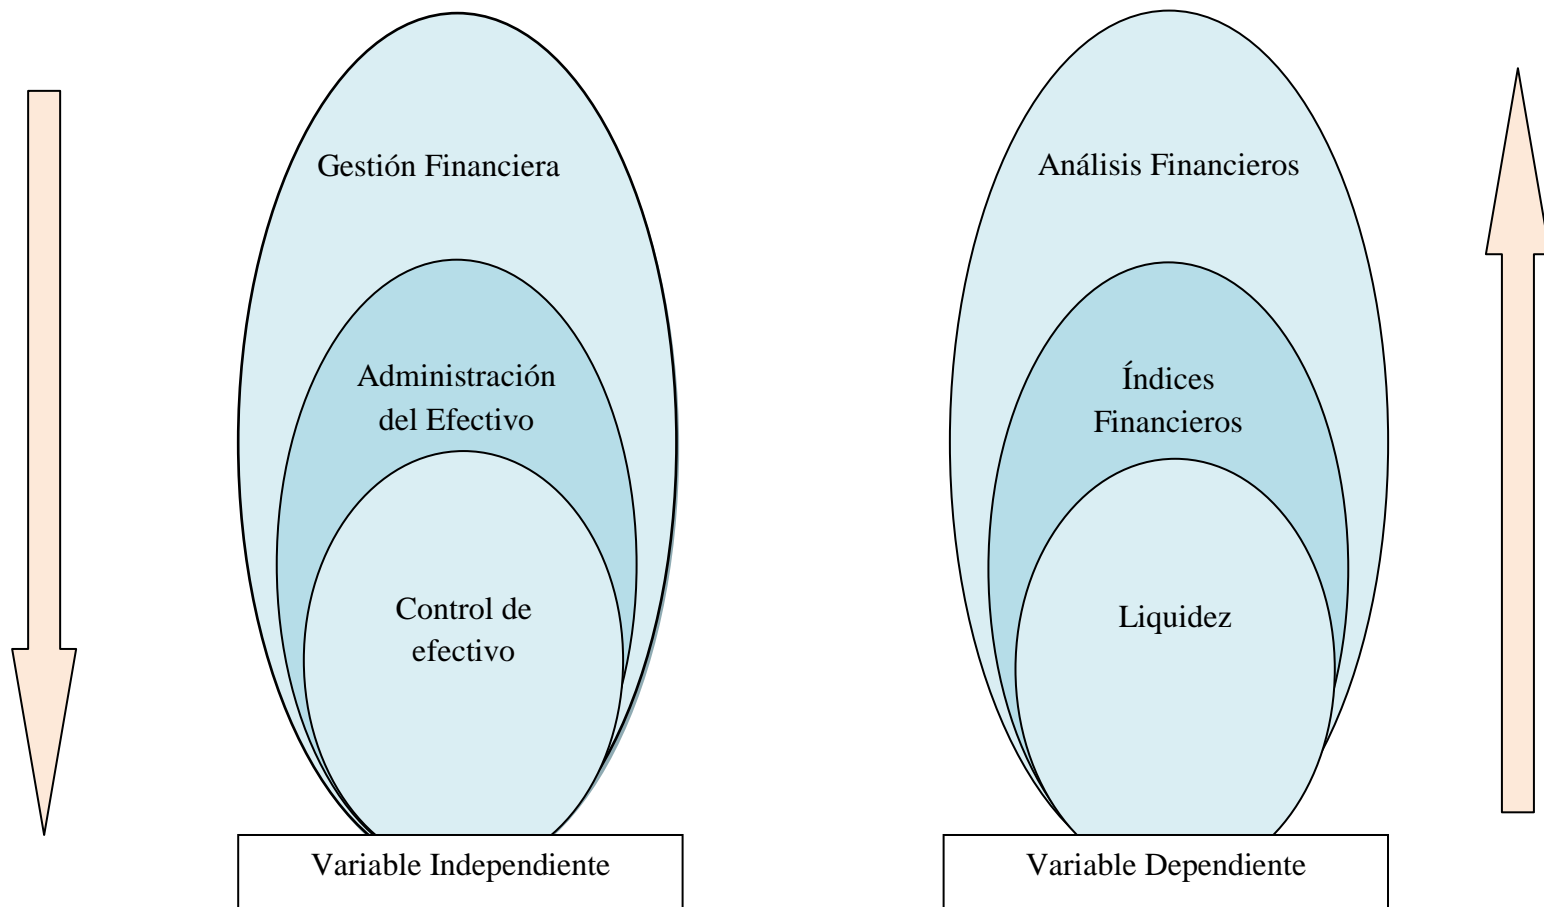 Gestión Financiera
Administración
del Efectivo
Control de
efectivo
Variable Independiente
Análisis Financieros
Índices
Financieros
Liquidez
Variable Dependiente